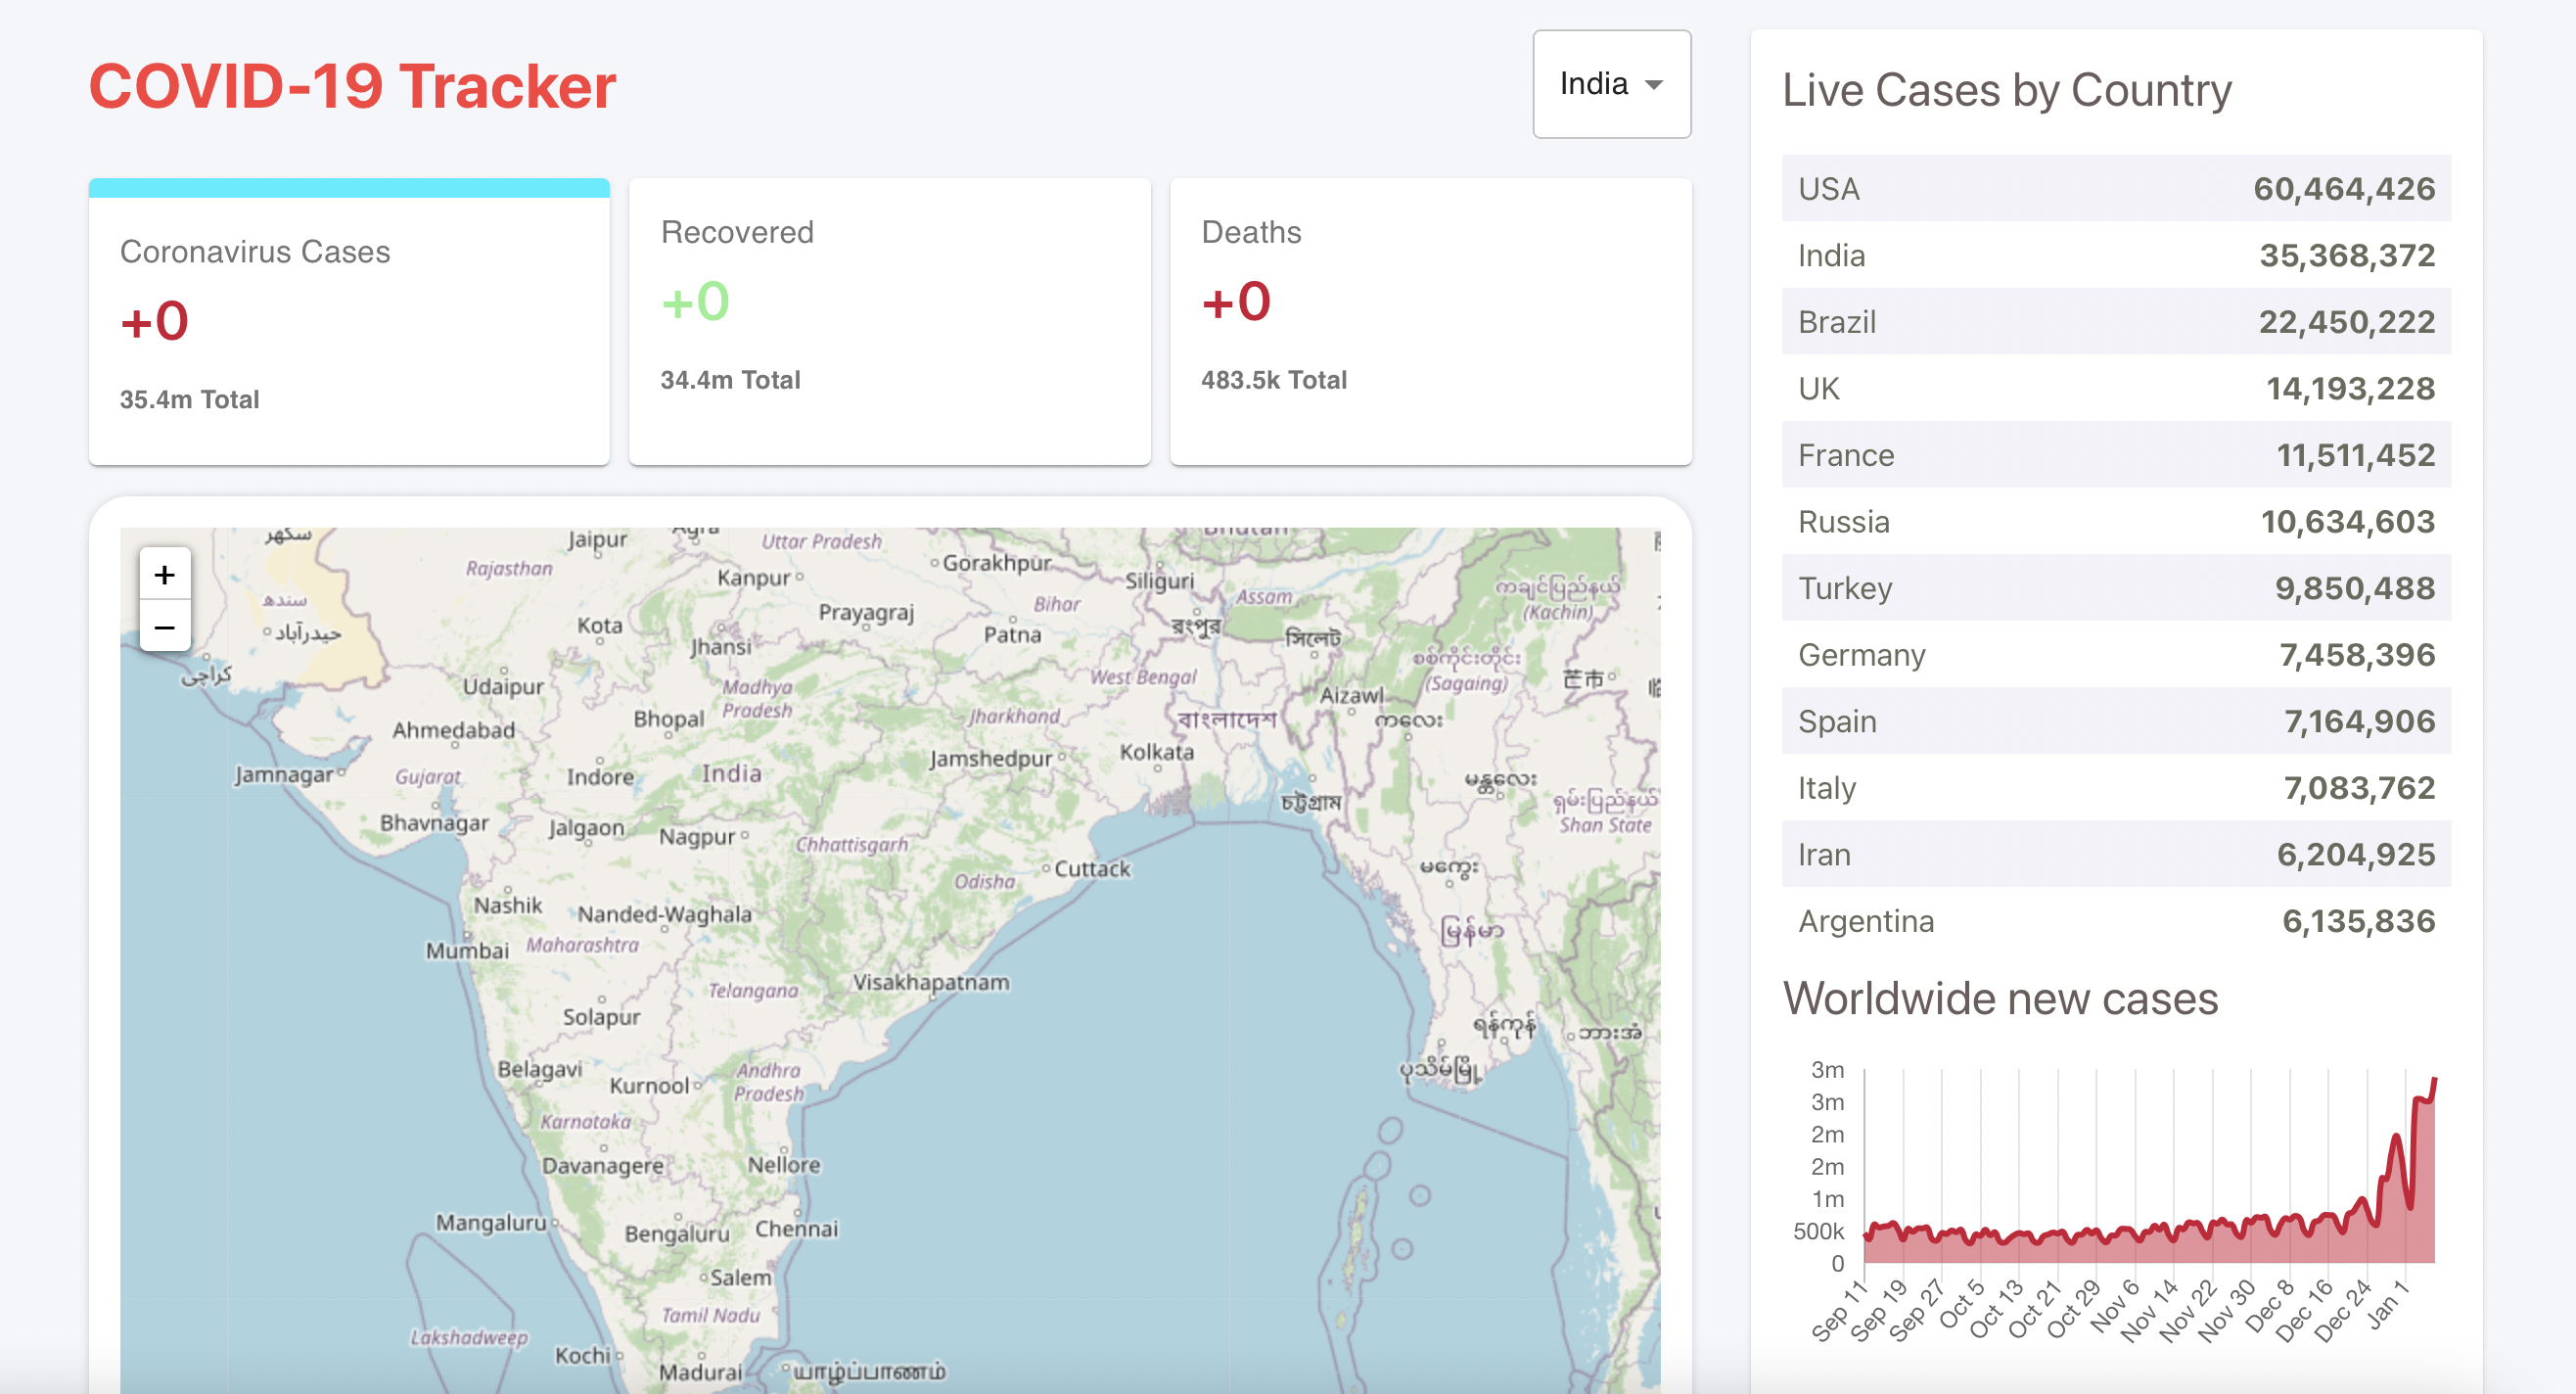 COVID-19 Tracker
India
Coronavirus Cases
+0
35.4m Total
Recovered
+0
34.4m Total
Deaths
+0
483.5k Total
+
−
سکھر
Jaipur
Agra
Uttar Pradesh
Bhutan
Rajasthan
Kanpur
Gorakhpur
Siliguri
Assam
ကချင်ပြည်နယ်
(Kachin)
سندھ
حیدرآباد
Kota
Prayagraj
Bihar
Patna
রংপুর
সিলেট
Jhansi
کراچی
Udaipur
Madhya
Pradesh
West Bengal
စစ်ကိုင်းတိုင်း
(Sagaing)
芒市
Aizawl
Ahmedabad
Bhopal
Jharkhand
বাংলাদেশ
ကလေး
Jamnagar
Gujarat
Indore
India
Jamshedpur
Kolkata
မန္တလေး
Bhavnagar
Jalgaon
Nagpur
Chhattisgarh
চট্টগ্রাম
ရှမ်းပြည်နယ်
Shan State
Cuttack
Odisha
မကွေး
Nashik
Nanded-Waghala
Mumbai
Maharashtra
မြန်မာ
Telangana
Visakhapatnam
Solapur
ရန်ကုန်
ဘားအံ
Belagavi
Kurnool
Andhra
Pradesh
ပုသိမ်မြို့
Karnataka
Davanagere
Nellore
Mangaluru
Bengaluru
Chennai
Salem
Tamil Nadu
Lakshadweep
Kochi
Madurai
யாழ்ப்பாணம்
Live Cases by Country
USA 60,464,426
India 35,368,372
Brazil 22,450,222
UK 14,193,228
France 11,511,452
Russia 10,634,603
Turkey 9,850,488
Germany 7,458,396
Spain 7,164,906
Italy 7,083,762
Iran 6,204,925
Argentina 6,135,836
Worldwide new cases
3m
3m
2m
2m
1m
500k
0
Sep 11 Sep 19 Sep 27 Oct 5 Oct 13 Oct 21 Oct 29 Nov 6 Nov 14 Nov 22 Nov 30 Dec 8 Dec 16 Dec 24 Jan 1